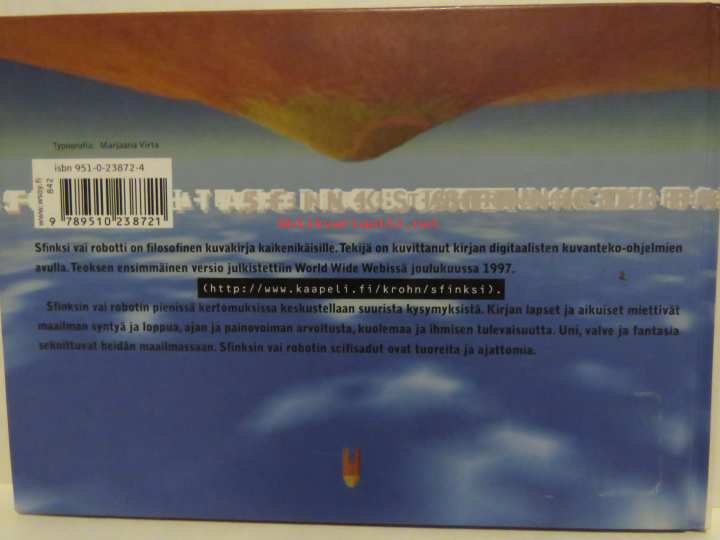 Typografia: Marjaana Virta
isbn 951-0-23872-4
www.wsoy.fi
842
9 789510 238721
Sfinksi vai robotti on filosofinen kuvakirja kaikenikäisille. Tekijä on kuvittanut kirjan digitaalisten kuvanteko-ohjelmien
avulla. Teoksen ensimmäinen versio julkistettiin World Wide Webissä joulukuussa 1997.
(http://www.kaapeli.fi/krohn/sfinksi).
Sfinksin vai robotin pienissä kertomuksissa keskustellaan suurista kysymyksistä. Kirjan lapset ja aikuiset miettivät
maailman syntyä ja loppua, ajan ja painovoiman arvoitusta, kuolemaa ja ihmisen tulevaisuutta. Uni, valve ja fantasia
sekoittuvat heidän maailmassaan. Sfinksin vai robotin scifisadut ovat tuoreita ja ajattomia.